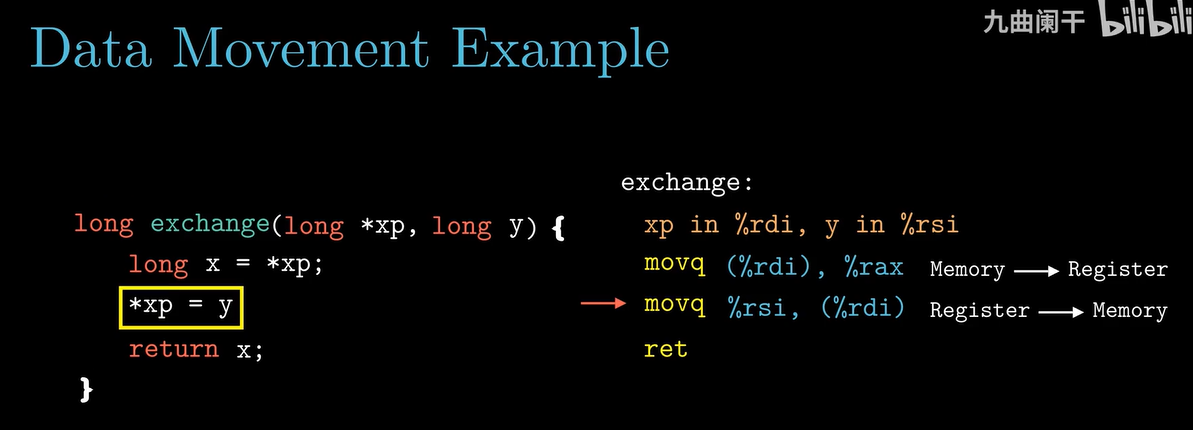 九曲阑干 bilibili
Data Movement Example
long exchange(long *xp, long y) {
long x = *xp;
*xp = y
return x;
}
exchange:
xp in %rdi, y in %rsi
movq (%rdi), %rax Memory ⟶ Register
movq %rsi, (%rdi) Register ⟶ Memory
ret